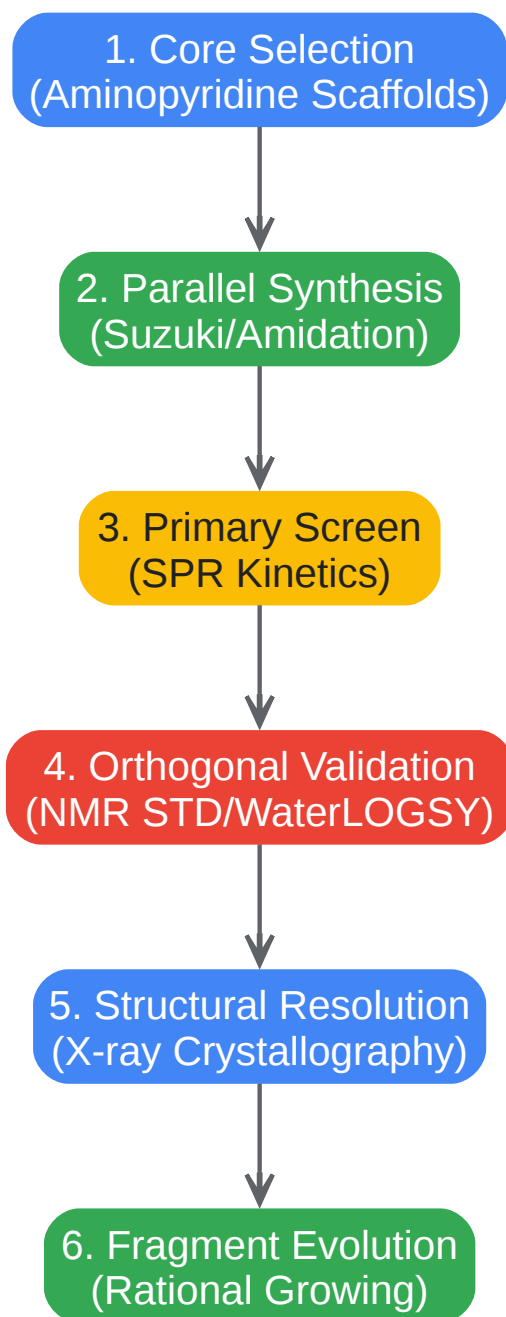 1. Core Selection
(Aminopyridine Scaffolds)
2. Parallel Synthesis
(Suzuki/Amidation)
3. Primary Screen
(SPR Kinetics)
4. Orthogonal Validation
(NMR STD/WaterLOGSY)
5. Structural Resolution
(X-ray Crystallography)
6. Fragment Evolution
(Rational Growing)